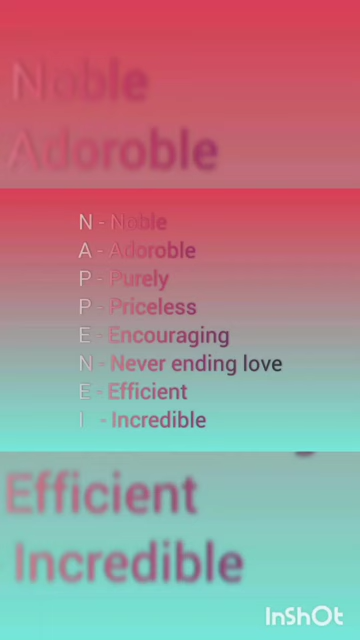 Noble
Adoroble
N - Noble
A - Adoroble
P - Purely
P - Priceless
E - Encouraging
N - Never ending love
E - Efficient
I - Incredible
Efficient
Incredible
InShOt